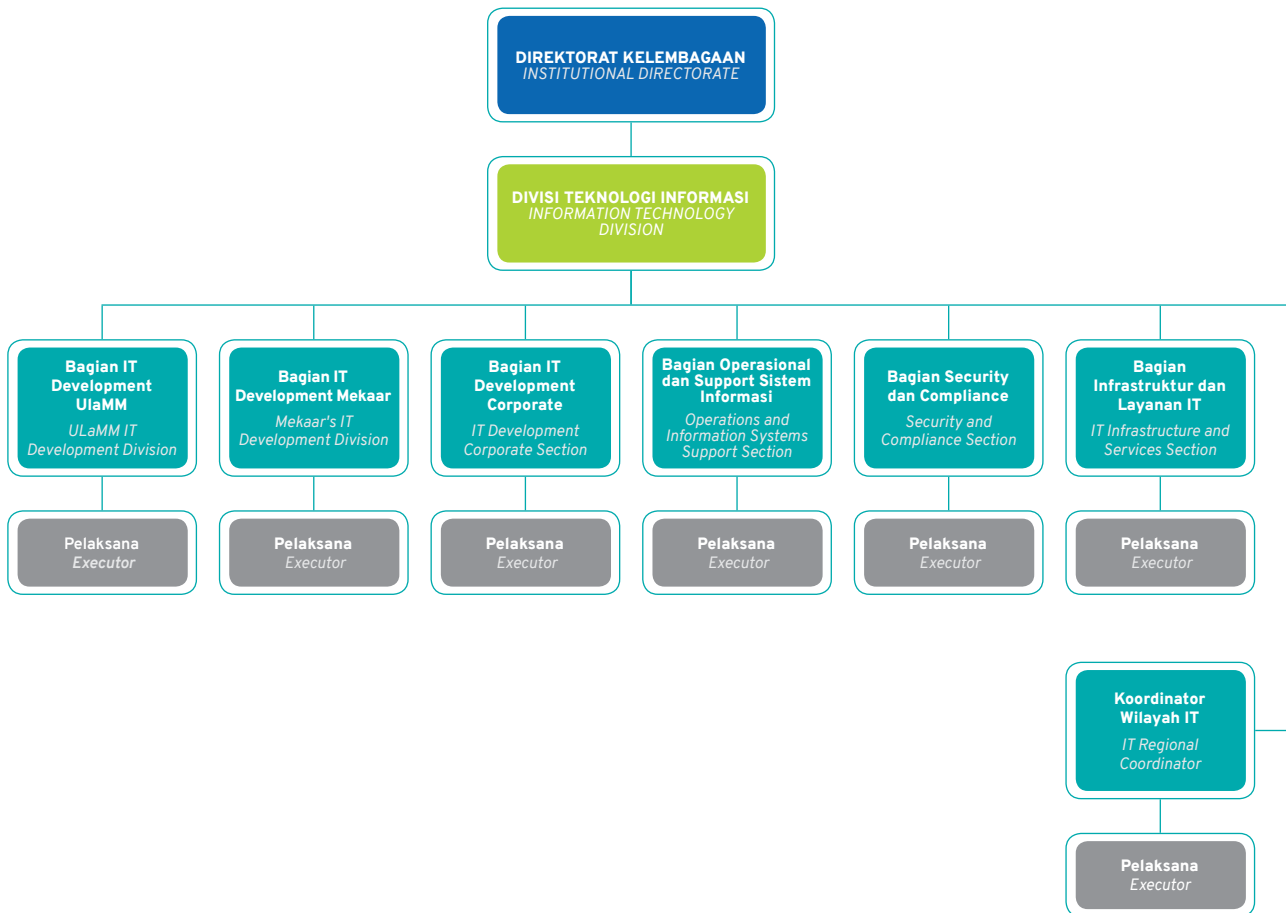 DIREKTORAT KELEMBAGAAN
INSTITUTIONAL DIRECTORATE
DIVISI TEKNOLOGI INFORMASI
INFORMATION TECHNOLOGY
DIVISION
Bagian IT
Development
UlaMM
ULaMM IT
Development Division
Bagian IT
Development Mekaar
Mekaar's IT
Development Division
Bagian IT
Development
Corporate
IT Development
Corporate Section
Bagian Operasional
dan Support Sistem
Informasi
Operations and
Information Systems
Support Section
Bagian Security
dan Compliance
Security and
Compliance Section
Bagian
Infrastruktur dan
Layanan IT
IT Infrastructure and
Services Section
Pelaksana
Executor
Pelaksana
Executor
Pelaksana
Executor
Pelaksana
Executor
Pelaksana
Executor
Pelaksana
Executor
Koordinator
Wilayah IT
IT Regional
Coordinator
Pelaksana
Executor